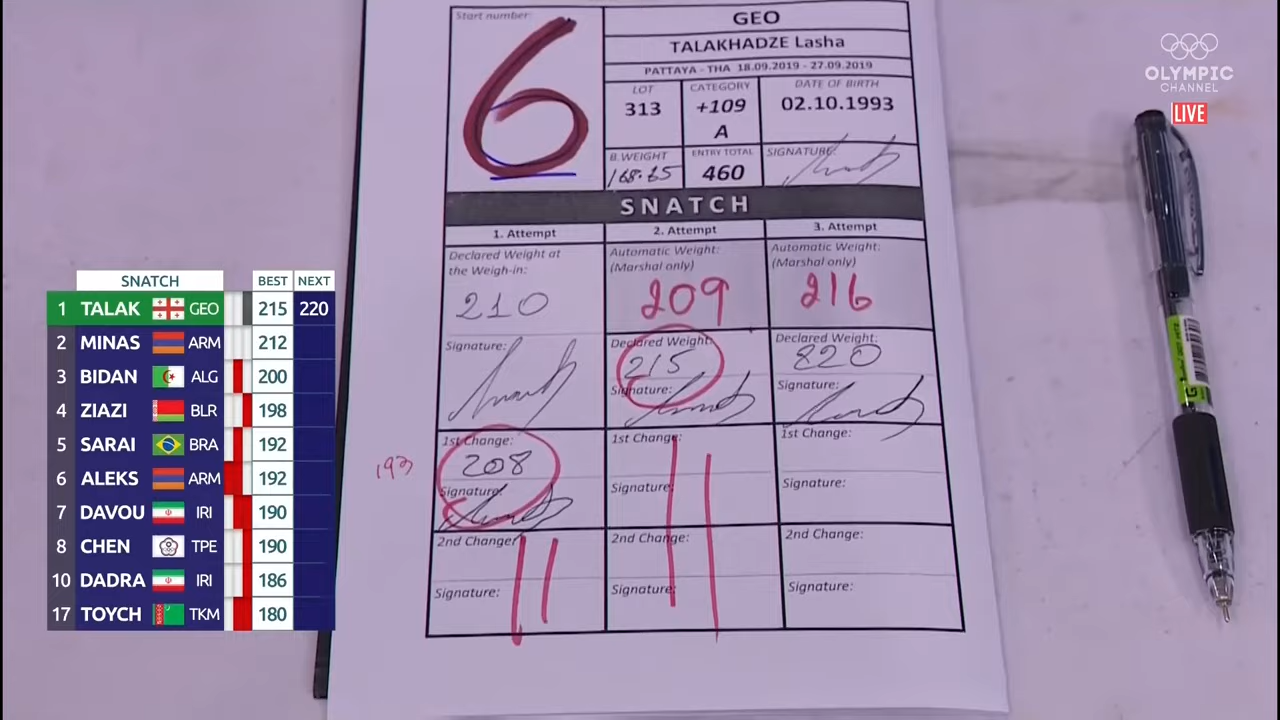 SNATCH BEST NEXT
1 TALAK GEO 215 220
2 MINAS ARM 212
3 BIDAN ALG 200
4 ZIAZI BLR 198
5 SARAI BRA 192
6 ALEKS ARM 192
7 DAVOU IRI 190
8 CHEN TPE 190
10 DADRA IRI 186
17 TOYCH TKM 180
Start number:
6
GEO
TALAKHADZE Lasha
PATTAYA - THA 18.09.2019 - 27.09.2019
LOT CATEGORY DATE OF BIRTH
313 +109 02.10.1993
A
B.WEIGHT ENTRY TOTAL SIGNATURE:
168.65 460
SNATCH
1. Attempt 2. Attempt 3. Attempt
Declared Weight at Automatic Weight: Automatic Weight:
the Weigh-in: (Marshal only) (Marshal only)
210 209 216
Signature: Declared Weight: Declared Weight:
215 220
Signature: Signature:
1st Change: 1st Change: 1st Change:
193 208
Signature: Signature: Signature:
2nd Change: 2nd Change: 2nd Change:
Signature: Signature: Signature:
OLYMPIC
CHANNEL
LIVE